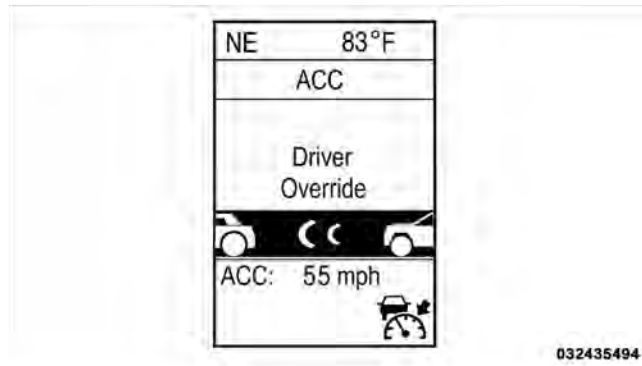 NE 83°F
ACC
Driver
Override
ACC: 55 mph
032435494